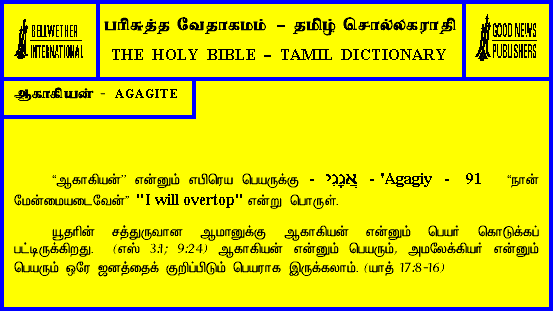 BELLWETHER
INTERNATIONAL
பரிசுத்த வேதாகமம் – தமிழ் சொல்லகராதி
THE HOLY BIBLE – TAMIL DICTIONARY
GOOD NEWS
PUBLISHERS
ஆகாகியன் - AGAGITE
“ஆகாகியன்” என்னும் எபிரெய பெயருக்கு - אֲגָגִי - 'Agagiy - 91 “நான்
மேன்மையடைவேன்” "I will overtop" என்று பொருள்.
யூதரின் சத்துருவான ஆமானுக்கு ஆகாகியன் என்னும் பெயர் கொடுக்கப்
பட்டிருக்கிறது. (எஸ் 3:1; 9:24) ஆகாகியன் என்னும் பெயரும், அமலேக்கியர் என்னும்
பெயரும் ஒரே ஜனத்தைக் குறிப்பிடும் பெயராக இருக்கலாம். (யாத் 17:8-16)